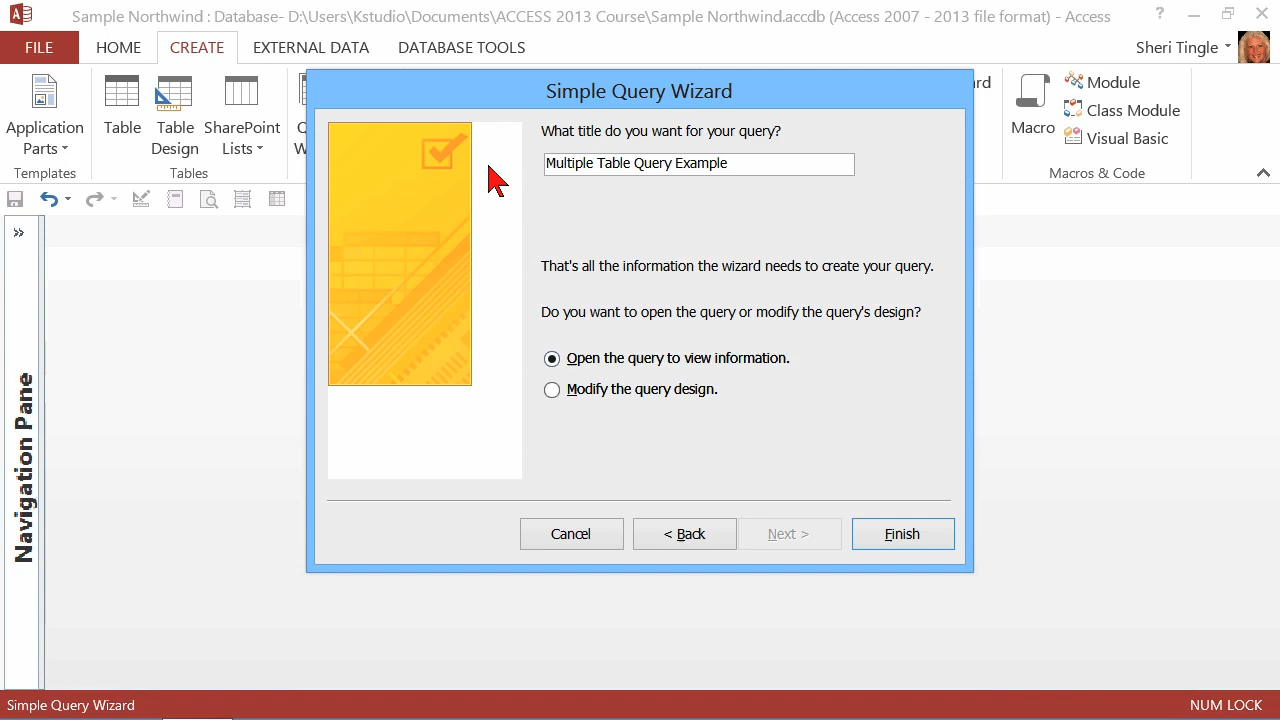 Sample Northwind : Database- D:\Users\Kstudio\Documents\ACCESS 2013 Course\Sample Northwind.accdb (Access 2007 - 2013 file format) - Access
?
FILE HOME CREATE EXTERNAL DATA DATABASE TOOLS Sheri Tingle
Application Parts
Templates
Table
Table Design
SharePoint Lists
Tables
Macro
Module
Class Module
Visual Basic
Macros & Code
Navigation Pane
Simple Query Wizard
What title do you want for your query?
Multiple Table Query Example
That's all the information the wizard needs to create your query.
Do you want to open the query or modify the query's design?
Open the query to view information.
Modify the query design.
Cancel < Back Next > Finish
Simple Query Wizard NUM LOCK